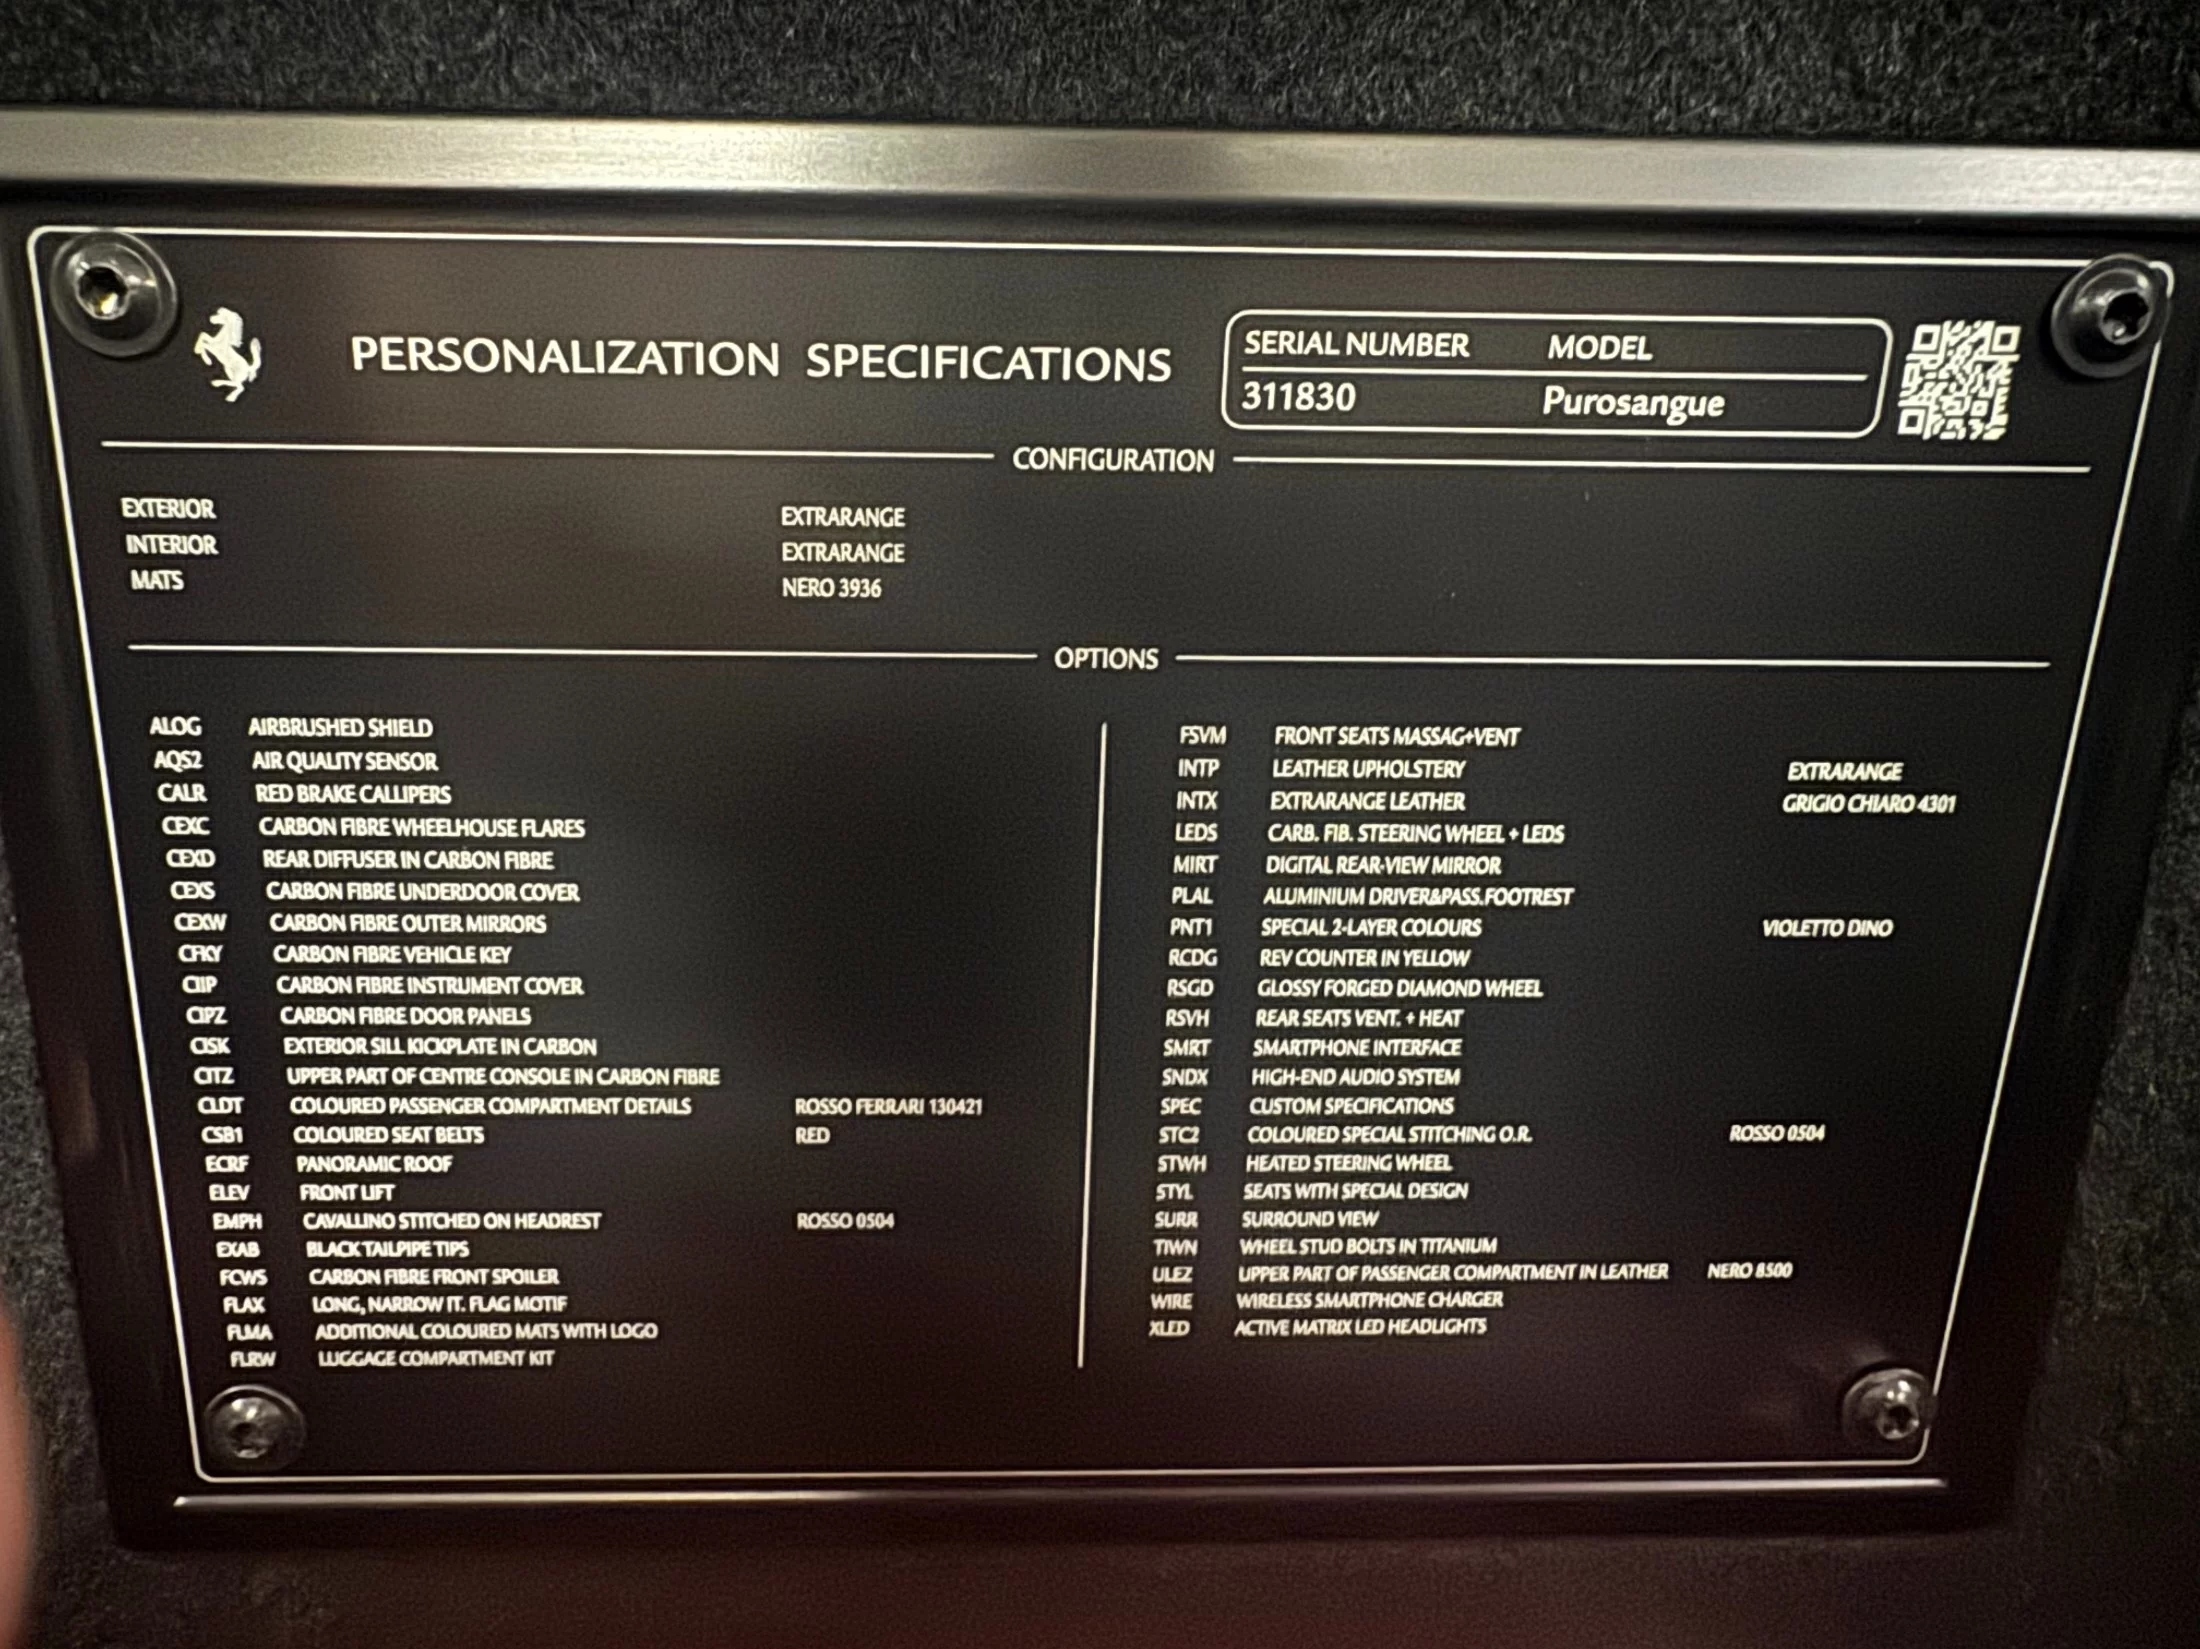 PERSONALIZATION SPECIFICATIONS
SERIAL NUMBER MODEL
311830 Purosangue
CONFIGURATION
EXTERIOR EXTRARANGE
INTERIOR EXTRARANGE
MATS NERO 3936
OPTIONS
ALOG AIRBRUSHED SHIELD
AQS2 AIR QUALITY SENSOR
CALR RED BRAKE CALLIPERS
CEXC CARBON FIBRE WHEELHOUSE FLARES
CEXD REAR DIFFUSER IN CARBON FIBRE
CEXS CARBON FIBRE UNDERDOOR COVER
CEXW CARBON FIBRE OUTER MIRRORS
CFKY CARBON FIBRE VEHICLE KEY
CIIP CARBON FIBRE INSTRUMENT COVER
CIPZ CARBON FIBRE DOOR PANELS
CISK EXTERIOR SILL KICKPLATE IN CARBON
CITZ UPPER PART OF CENTRE CONSOLE IN CARBON FIBRE
CLDT COLOURED PASSENGER COMPARTMENT DETAILS ROSSO FERRARI 130421
CSB1 COLOURED SEAT BELTS RED
ECRF PANORAMIC ROOF
ELEV FRONT LIFT
EMPH CAVALLINO STITCHED ON HEADREST ROSSO 0504
EXAB BLACK TAILPIPE TIPS
FCWS CARBON FIBRE FRONT SPOILER
FLAX LONG, NARROW IT. FLAG MOTIF
FLMA ADDITIONAL COLOURED MATS WITH LOGO
FLRW LUGGAGE COMPARTMENT KIT
FSVM FRONT SEATS MASSAG+VENT
INTP LEATHER UPHOLSTERY EXTRARANGE
INTX EXTRARANGE LEATHER GRIGIO CHIARO 4301
LEDS CARB. FIB. STEERING WHEEL + LEDS
MIRT DIGITAL REAR-VIEW MIRROR
PLAL ALUMINIUM DRIVER&PASS.FOOTREST
PNT1 SPECIAL 2-LAYER COLOURS VIOLETTO DINO
RCDG REV COUNTER IN YELLOW
RSGD GLOSSY FORGED DIAMOND WHEEL
RSVH REAR SEATS VENT. + HEAT
SMRT SMARTPHONE INTERFACE
SNDX HIGH-END AUDIO SYSTEM
SPEC CUSTOM SPECIFICATIONS
STC2 COLOURED SPECIAL STITCHING O.R. ROSSO 0504
STWH HEATED STEERING WHEEL
STYL SEATS WITH SPECIAL DESIGN
SURR SURROUND VIEW
TIWN WHEEL STUD BOLTS IN TITANIUM
ULEZ UPPER PART OF PASSENGER COMPARTMENT IN LEATHER NERO 8500
WIRE WIRELESS SMARTPHONE CHARGER
XLED ACTIVE MATRIX LED HEADLIGHTS